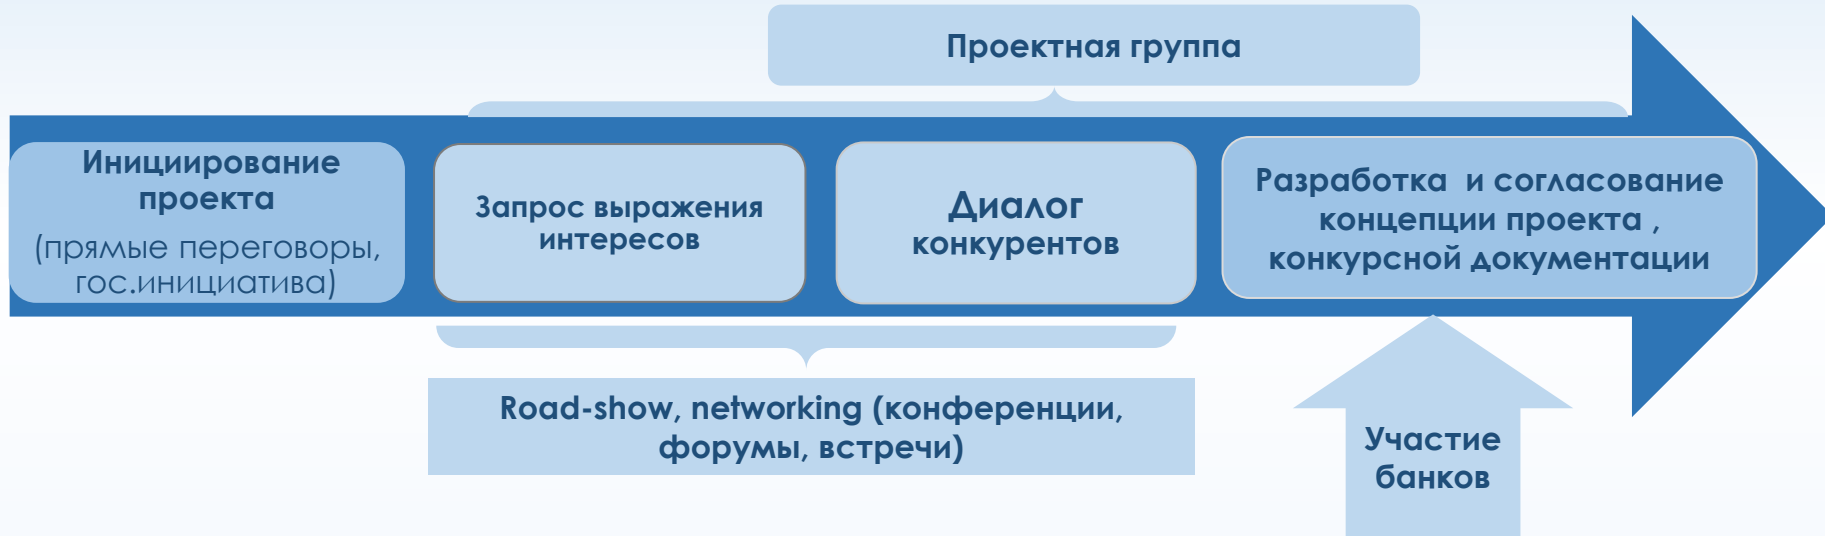 Проектная группа
Инициирование
проекта
(прямые переговоры,
гос.инициатива)
Запрос выражения
интересов
Диалог
конкурентов
Разработка и согласование
концепции проекта ,
конкурсной документации
Road-show, networking (конференции,
форумы, встречи)
Участие
банков